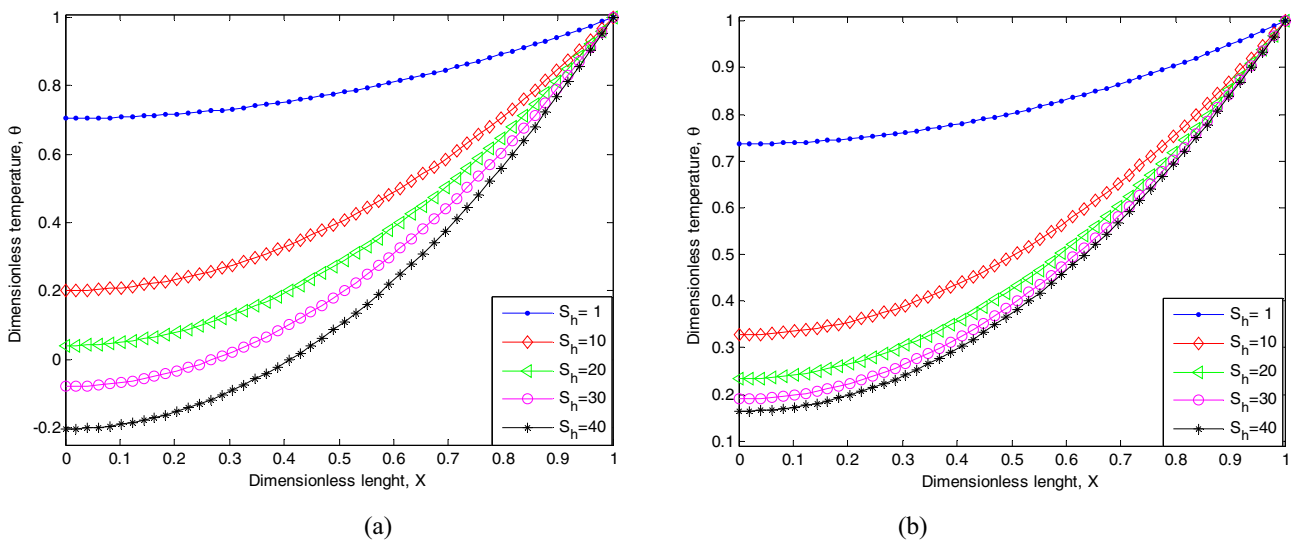 1
0.8
0.6
0.4
0.2
0
-0.2
Dimensionless temperature, θ
0 0.1 0.2 0.3 0.4 0.5 0.6 0.7 0.8 0.9 1
Dimensionless lenght, X
S_h= 1
S_h=10
S_h=20
S_h=30
S_h=40
(a)
1
0.9
0.8
0.7
0.6
0.5
0.4
0.3
0.2
0.1
Dimensionless temperature, θ
0 0.1 0.2 0.3 0.4 0.5 0.6 0.7 0.8 0.9 1
Dimensionless lenght, X
S_h= 1
S_h=10
S_h=20
S_h=30
S_h=40
(b)